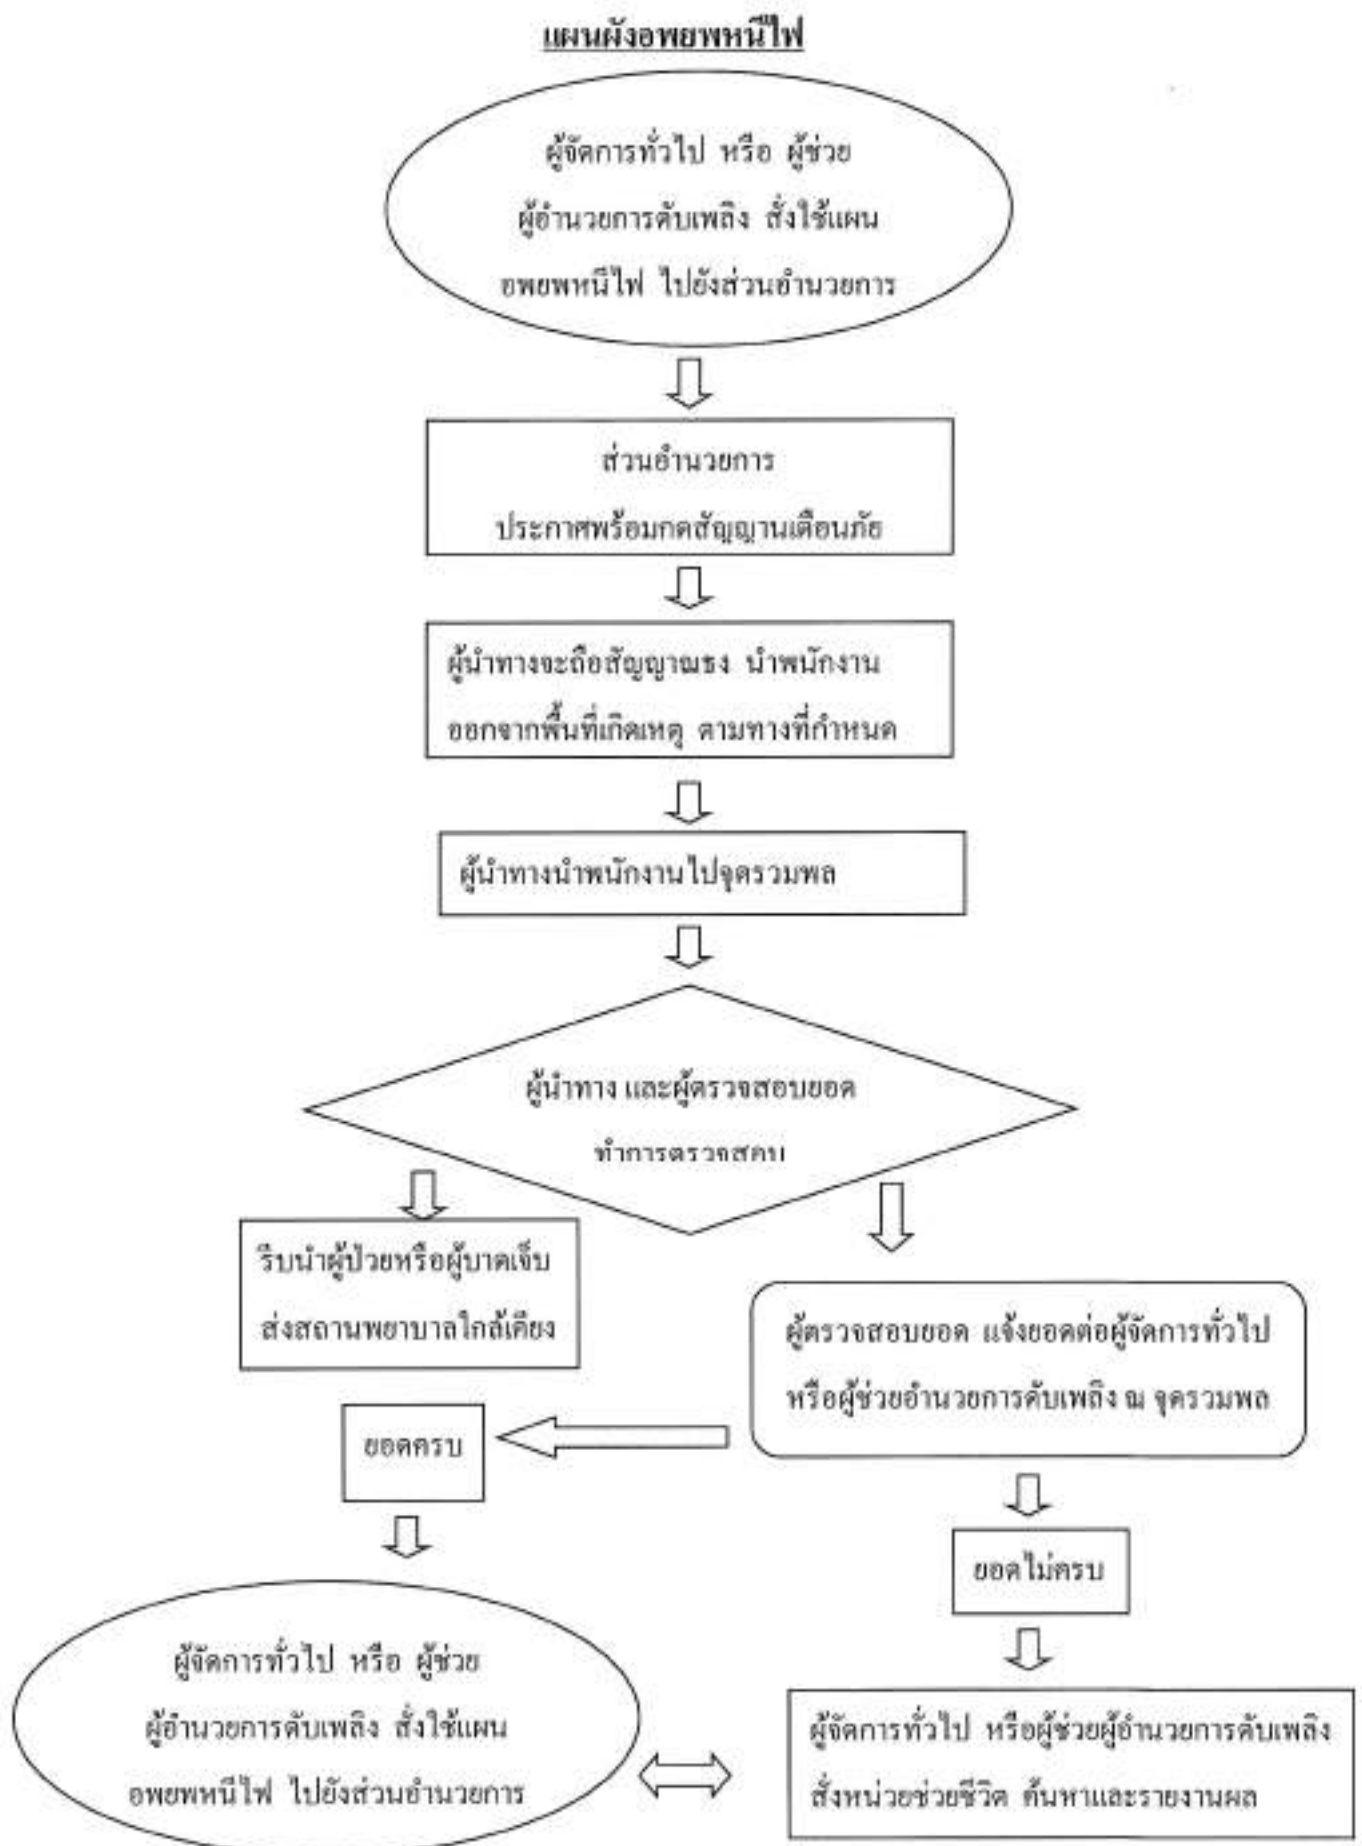 แผนผังอพยพหนีไฟ
ผู้จัดการทั่วไป หรือ ผู้ช่วย
ผู้อำนวยการดับเพลิง สั่งใช้แผน
อพยพหนีไฟ ไปยังส่วนอำนวยการ
ส่วนอำนวยการ
ประกาศพร้อมกดสัญญานเตือนภัย
ผู้นำทางจะถือสัญญาณธง นำพนักงาน
ออกจากพื้นที่เกิดเหตุ ตามทางที่กำหนด
ผู้นำทางนำพนักงานไปจุดรวมพล
ผู้นำทาง และผู้ตรวจสอบยอด
ทำการตรวจสอบ
รีบนำผู้ป่วยหรือผู้บาดเจ็บ
ส่งสถานพยาบาลใกล้เคียง
ผู้ตรวจสอบยอด แจ้งยอดต่อผู้จัดการทั่วไป
หรือผู้ช่วยอำนวยการดับเพลิง ณ จุดรวมพล
ยอดครบ
ยอดไม่ครบ
ผู้จัดการทั่วไป หรือ ผู้ช่วย
ผู้อำนวยการดับเพลิง สั่งใช้แผน
อพยพหนีไฟ ไปยังส่วนอำนวยการ
ผู้จัดการทั่วไป หรือผู้ช่วยผู้อำนวยการดับเพลิง
สั่งหน่วยช่วยชีวิต ค้นหาและรายงานผล